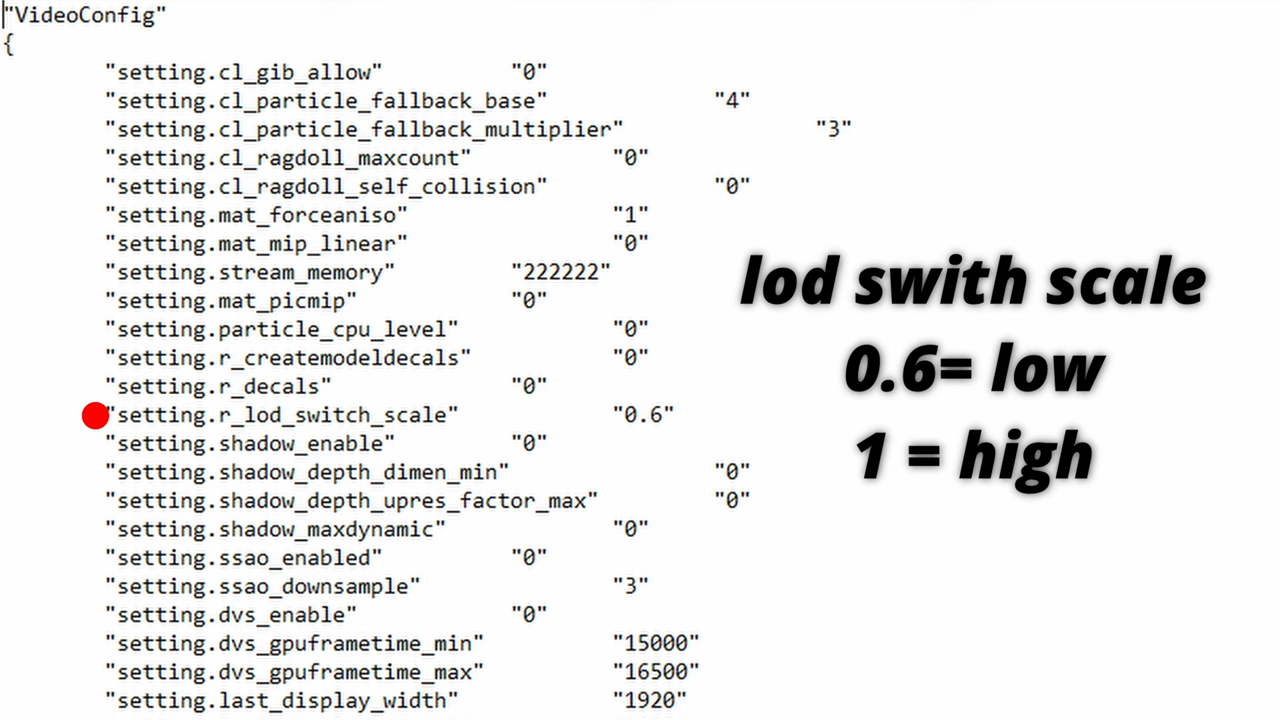 "VideoConfig"
{
"setting.cl_gib_allow" "0"
"setting.cl_particle_fallback_base" "4"
"setting.cl_particle_fallback_multiplier" "3"
"setting.cl_ragdoll_maxcount" "0"
"setting.cl_ragdoll_self_collision" "0"
"setting.mat_forceaniso" "1"
"setting.mat_mip_linear" "0"
"setting.stream_memory" "222222"
"setting.mat_picmip" "0"
"setting.particle_cpu_level" "0"
"setting.r_createmodeldecals" "0"
"setting.r_decals" "0"
"setting.r_lod_switch_scale" "0.6"
"setting.shadow_enable" "0"
"setting.shadow_depth_dimen_min" "0"
"setting.shadow_depth_upres_factor_max" "0"
"setting.shadow_maxdynamic" "0"
"setting.ssao_enabled" "0"
"setting.ssao_downsample" "3"
"setting.dvs_enable" "0"
"setting.dvs_gpuframetime_min" "15000"
"setting.dvs_gpuframetime_max" "16500"
"setting.last_display_width" "1920"
lod swith scale
0.6= low
1 = high